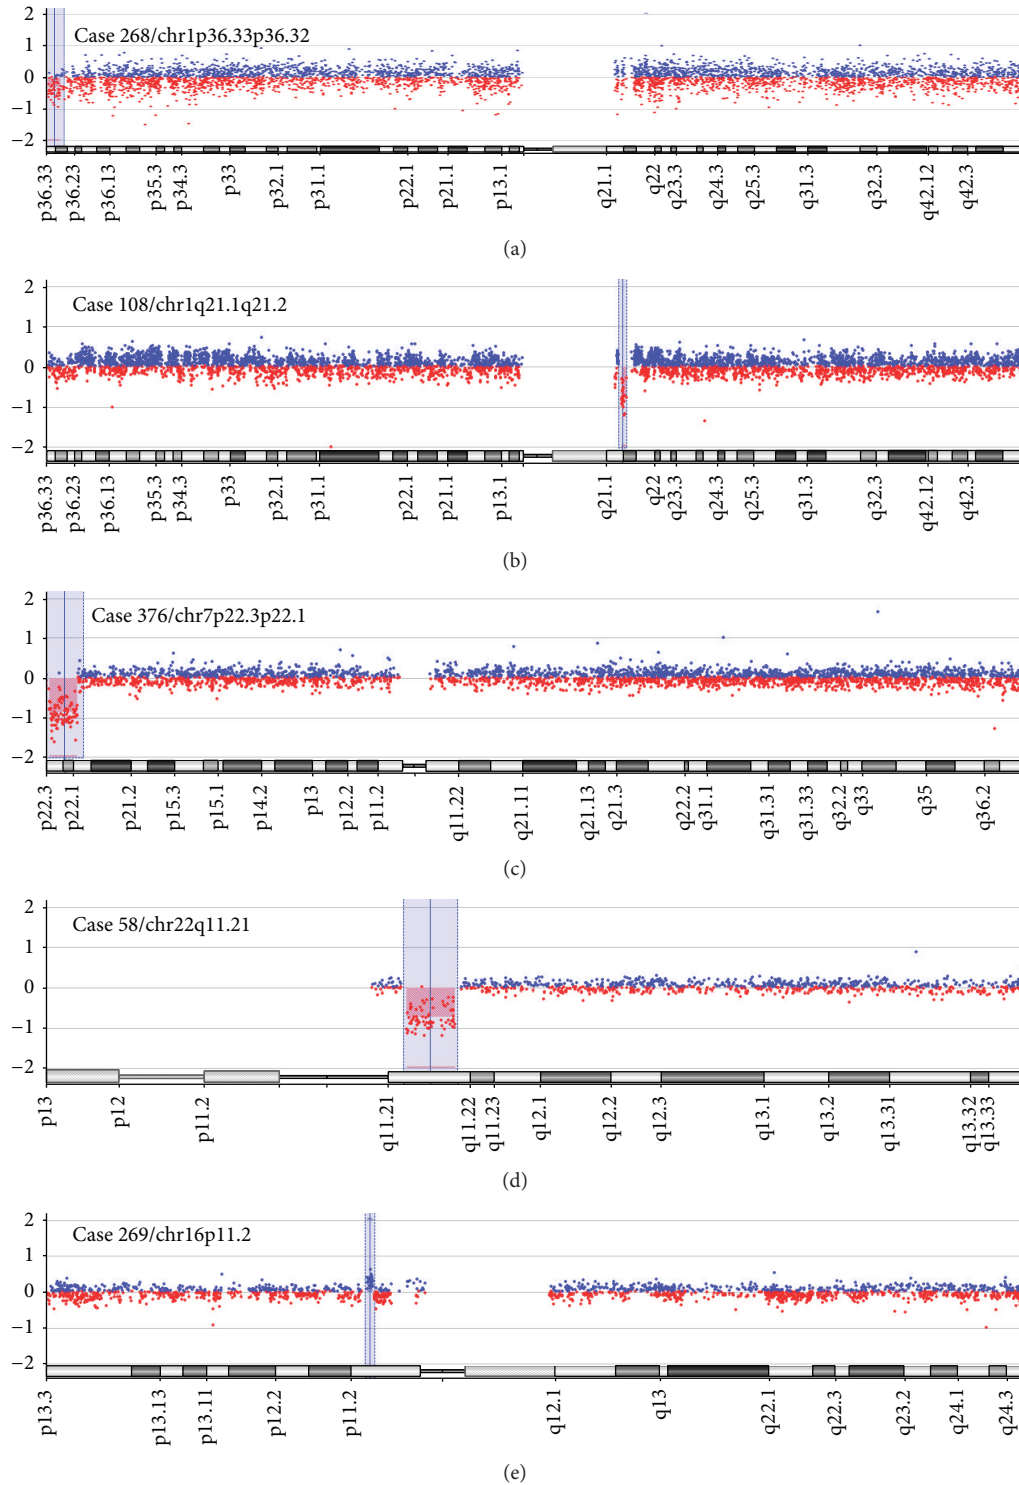 2
Case 268/chr1p36.33p36.32
1
0
−1
−2
p36.33 p36.23 p36.13 p35.3 p34.3 p33 p32.1 p31.1 p22.1 p21.1 p13.1 q21.1 q22 q23.3 q24.3 q25.3 q31.3 q32.3 q42.12 q42.3
(a)
2
Case 108/chr1q21.1q21.2
1
0
−1
−2
p36.33 p36.23 p36.13 p35.3 p34.3 p33 p32.1 p31.1 p22.1 p21.1 p13.1 q21.1 q22 q23.3 q24.3 q25.3 q31.3 q32.3 q42.12 q42.3
(b)
2
Case 376/chr7p22.3p22.1
1
0
−1
−2
p22.3 p22.1 p21.2 p15.3 p15.1 p14.2 p13 p12.2 p11.2 q11.22 q21.11 q21.13 q21.3 q22.2 q31.1 q31.31 q31.33 q32.2 q33 q35 q36.2
(c)
2
Case 58/chr22q11.21
1
0
−1
−2
p13 p12 p11.2 q11.21 q11.22 q11.23 q12.1 q12.2 q12.3 q13.1 q13.2 q13.31 q13.32 q13.33
(d)
2
Case 269/chr16p11.2
1
0
−1
−2
p13.3 p13.13 p13.11 p12.2 p11.2 q12.1 q13 q22.1 q22.3 q23.2 q24.1 q24.3
(e)